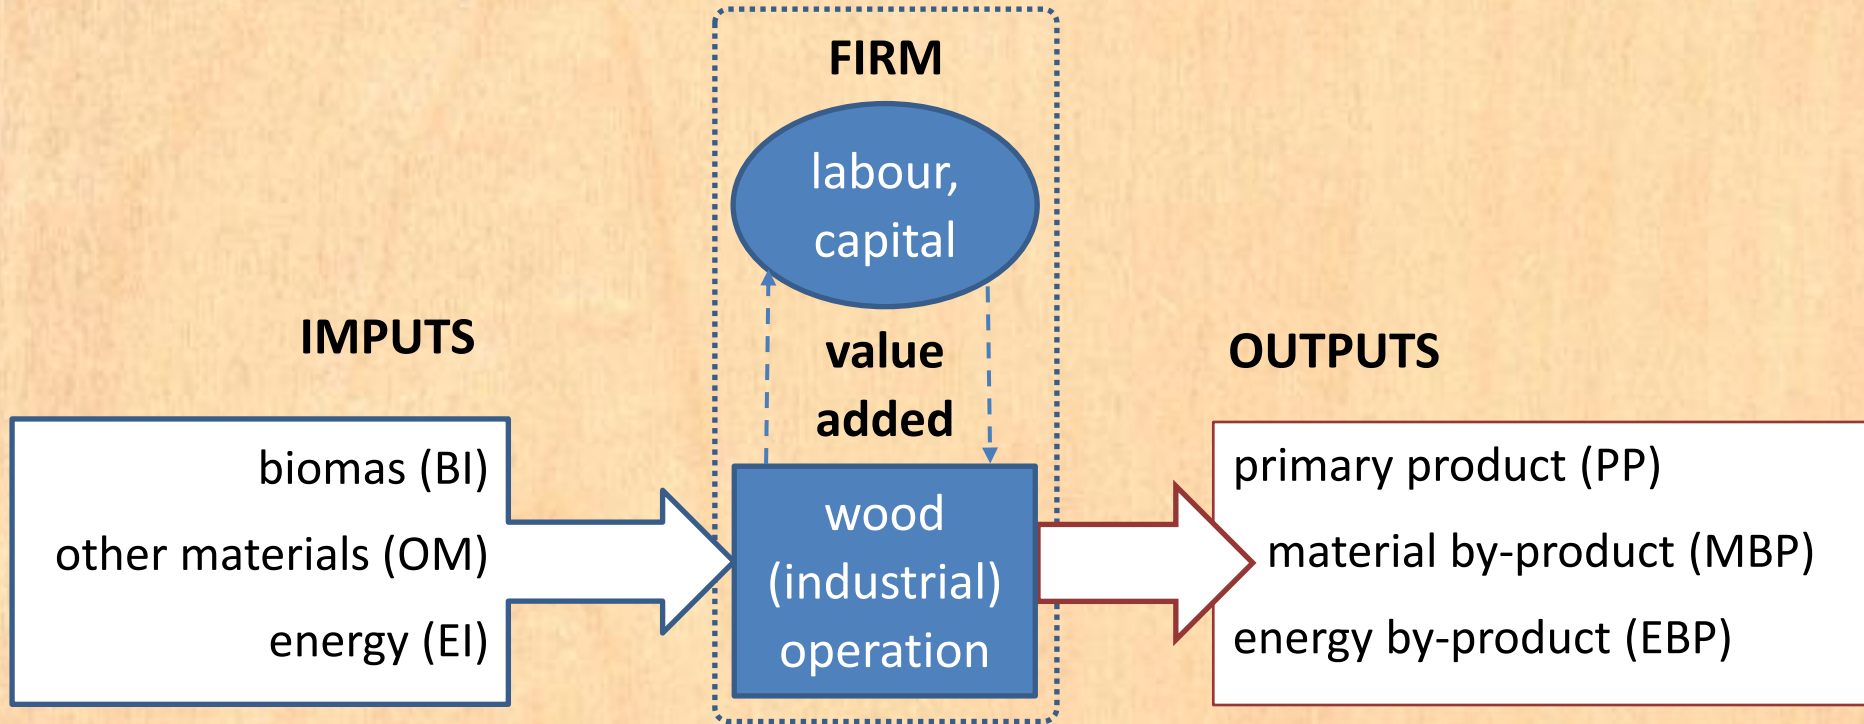 FIRM
labour,
capital
value
added
wood
(industrial)
operation
IMPUTS
biomas (BI)
other materials (OM)
energy (EI)
OUTPUTS
primary product (PP)
material by-product (MBP)
energy by-product (EBP)